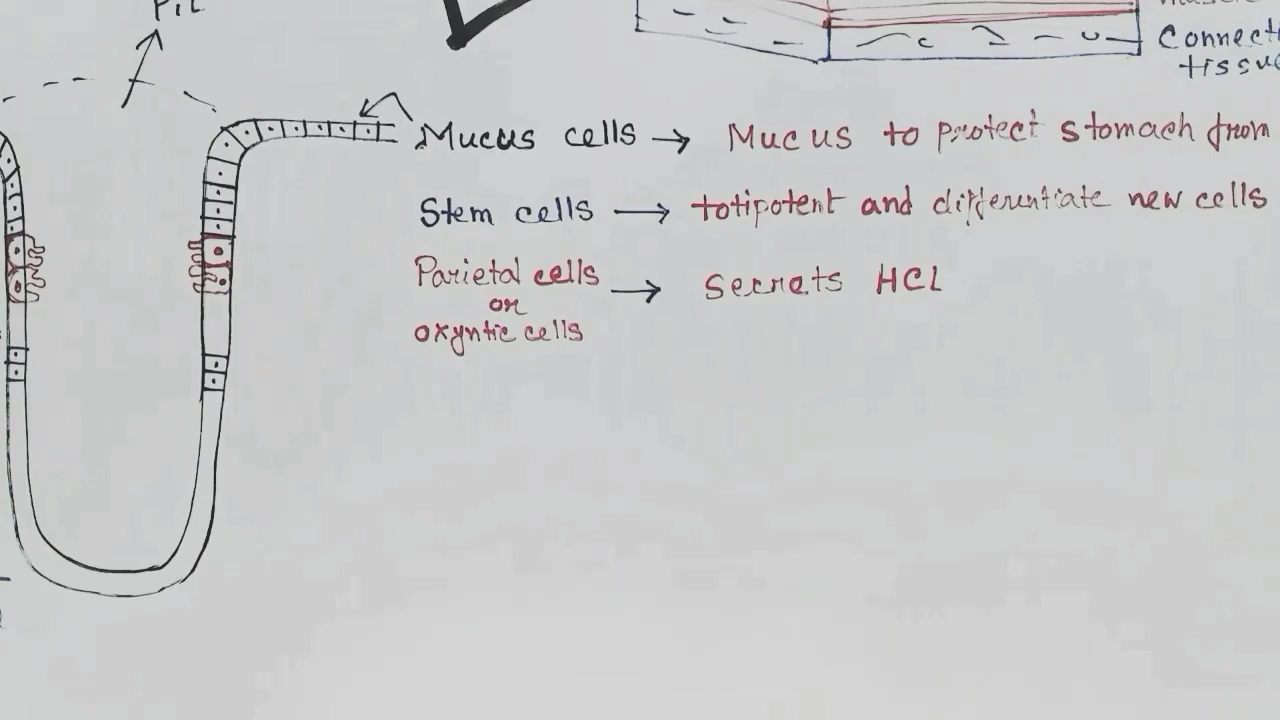 Pit
Connecti
tissue
Mucus cells → Mucus to protect stomach from
Stem cells → totipotent and differentiate new cells
Parietal cells → Secrets HCL
or
oxyntic cells